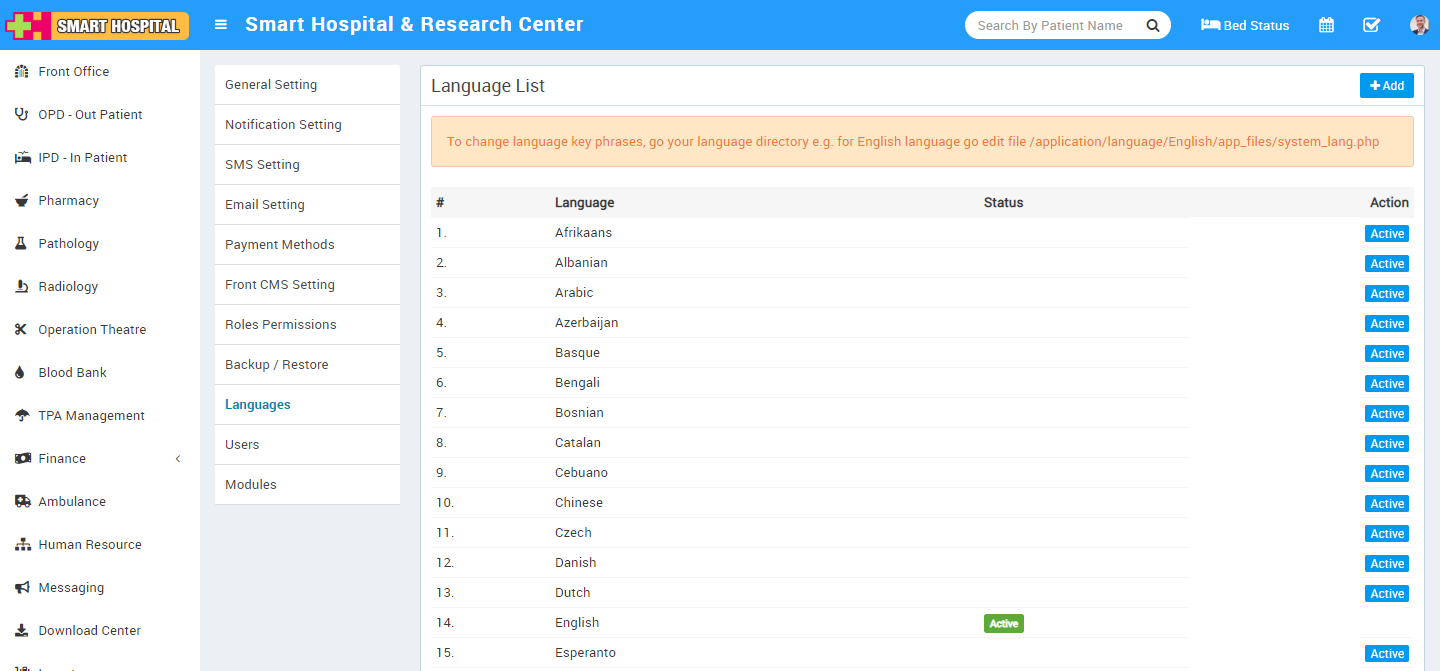 SMART HOSPITAL
Smart Hospital & Research Center
Search By Patient Name
Bed Status
Front Office
OPD - Out Patient
IPD - In Patient
Pharmacy
Pathology
Radiology
Operation Theatre
Blood Bank
TPA Management
Finance
Ambulance
Human Resource
Messaging
Download Center
General Setting
Notification Setting
SMS Setting
Email Setting
Payment Methods
Front CMS Setting
Roles Permissions
Backup / Restore
Languages
Users
Modules
Language List
Add
To change language key phrases, go your language directory e.g. for English language go edit file /application/language/English/app_files/system_lang.php
# Language Status Action
1. Afrikaans Active
2. Albanian Active
3. Arabic Active
4. Azerbaijan Active
5. Basque Active
6. Bengali Active
7. Bosnian Active
8. Catalan Active
9. Cebuano Active
10. Chinese Active
11. Czech Active
12. Danish Active
13. Dutch Active
14. English Active
15. Esperanto Active